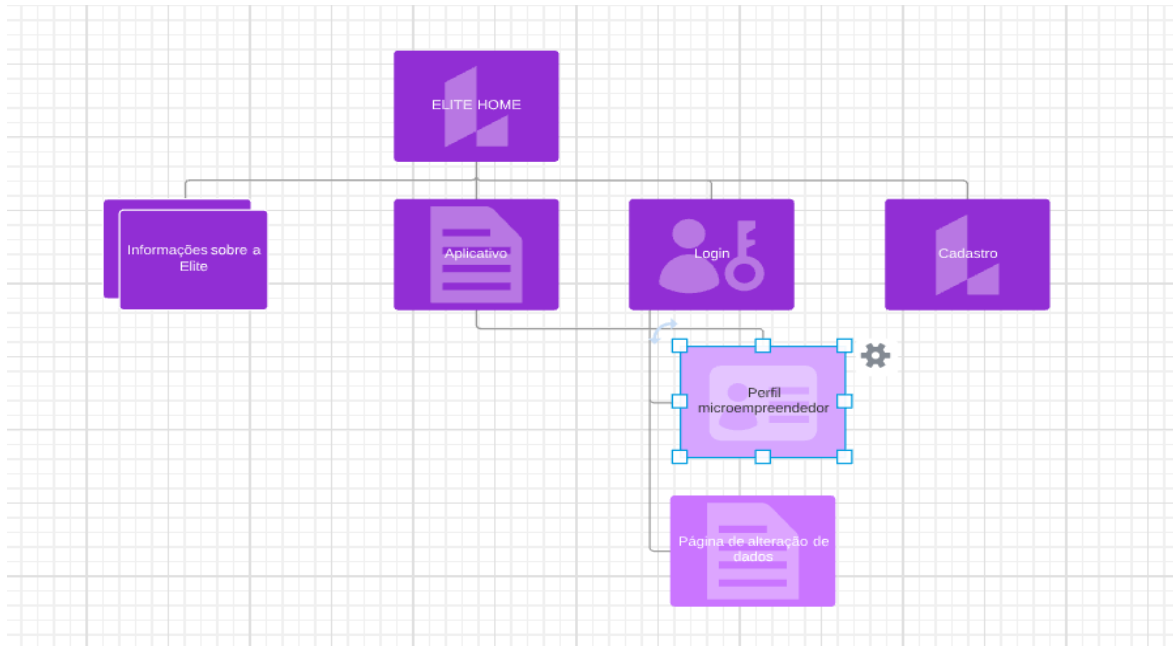 ELITE HOME
Informações sobre a
Elite
Aplicativo
Login
Cadastro
Perfil
microempreendedor
Página de alteração de
dados